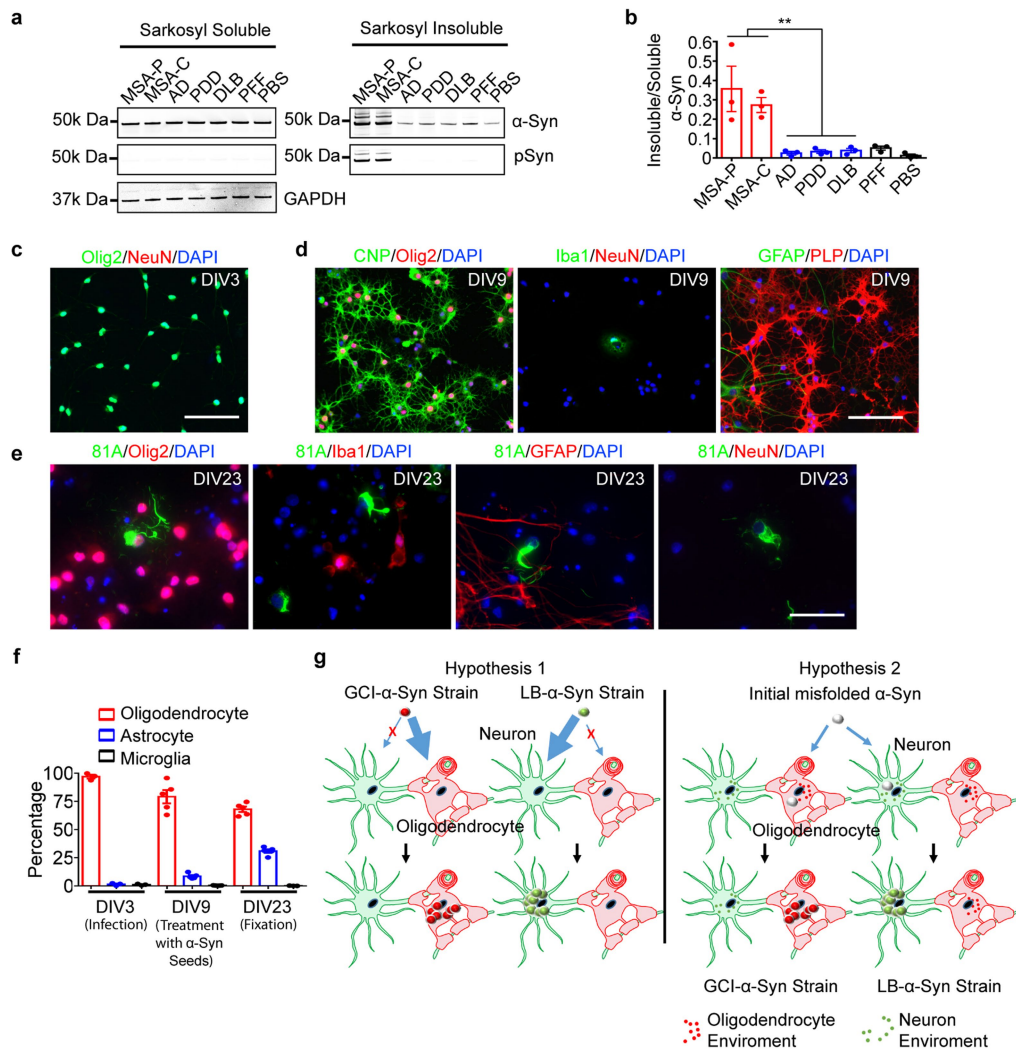 a
Sarkosyl Soluble
Sarkosyl Insoluble
MSA-P
MSA-C
AD
PDD
DLB
PFF
PBS
MSA-P
MSA-C
AD
PDD
DLB
PFF
PBS
50k Da
50k Da
α-Syn
50k Da
50k Da
pSyn
37k Da
GAPDH
b
Insoluble/Soluble
α-Syn
**
0.6
0.5
0.4
0.3
0.2
0.1
0
MSA-P
MSA-C
AD
PDD
DLB
PFF
PBS
c
Olig2/NeuN/DAPI
DIV3
d
CNP/Olig2/DAPI
DIV9
Iba1/NeuN/DAPI
DIV9
GFAP/PLP/DAPI
DIV9
e
81A/Olig2/DAPI
DIV23
81A/Iba1/DAPI
DIV23
81A/GFAP/DAPI
DIV23
81A/NeuN/DAPI
DIV23
f
Oligodendrocyte
Astrocyte
Microglia
Percentage
100
75
50
25
0
DIV3
(Infection)
DIV9
(Treatment
with α-Syn
Seeds)
DIV23
(Fixation)
g
Hypothesis 1
GCI-α-Syn Strain
LB-α-Syn Strain
X
X
Neuron
Oligodendrocyte
Hypothesis 2
Initial misfolded α-Syn
Neuron
Oligodendrocyte
GCI-α-Syn Strain
LB-α-Syn Strain
Oligodendrocyte
Enviroment
Neuron
Enviroment